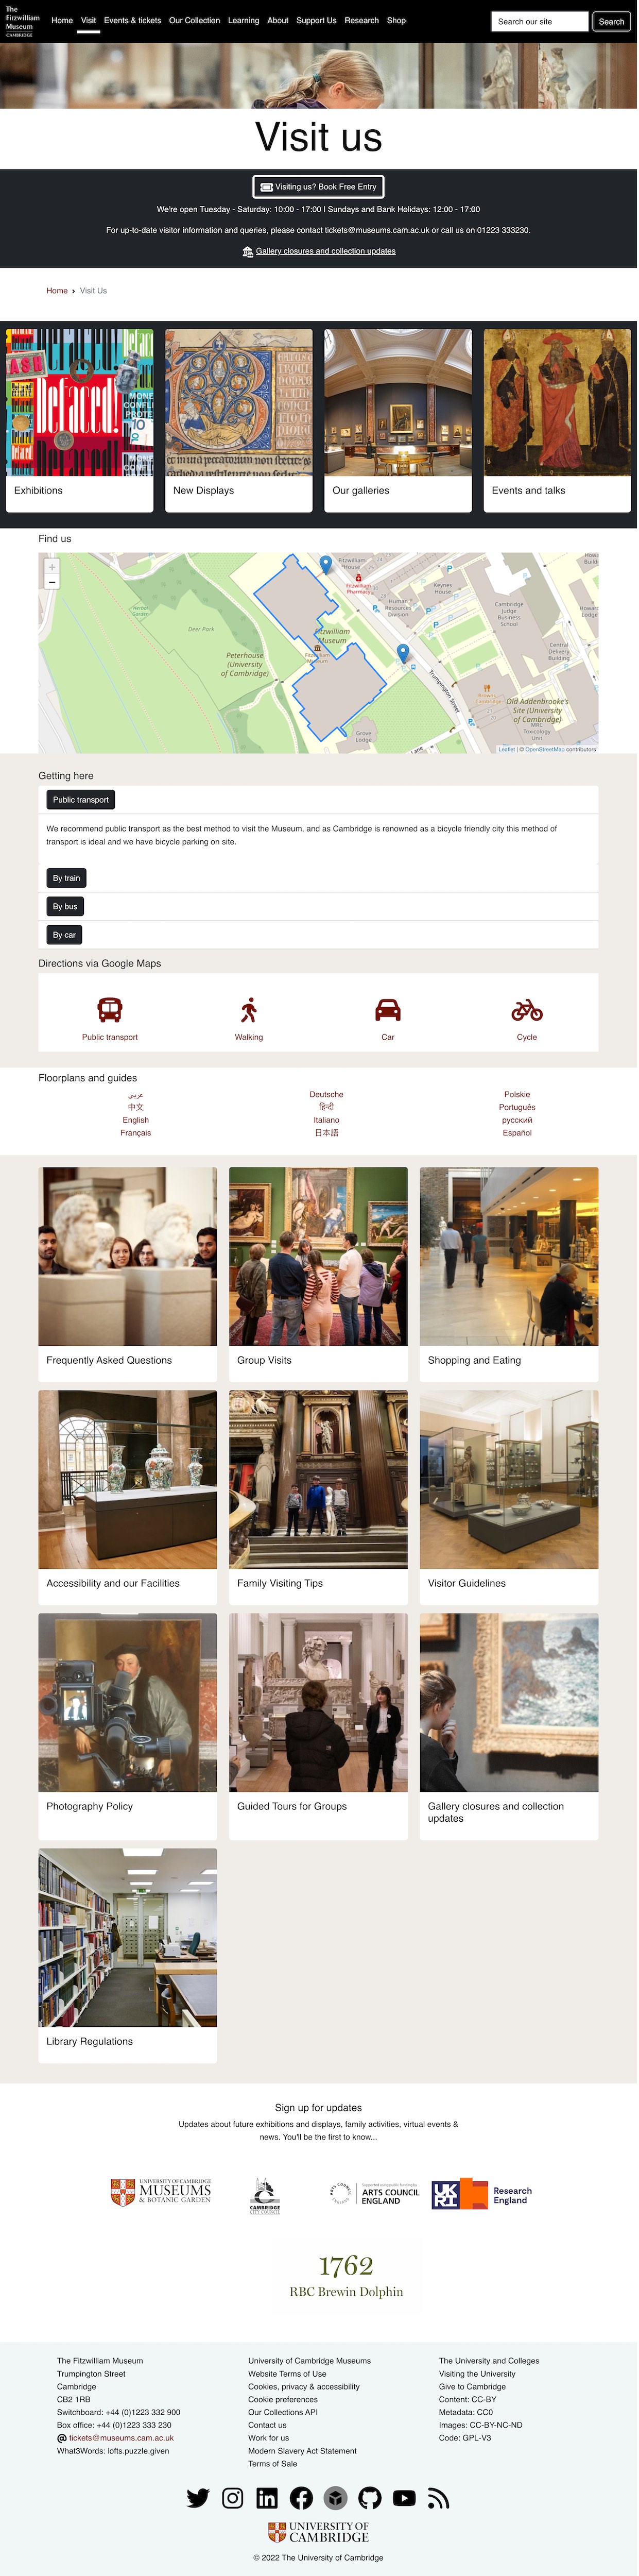 The
Fitzwilliam
Museum
CAMBRIDGE
Home Visit Events & tickets Our Collection Learning About Support Us Research Shop
Search our site
Search
Visit us
Visiting us? Book Free Entry
We're open Tuesday - Saturday: 10:00 - 17:00 | Sundays and Bank Holidays: 12:00 - 17:00
For up-to-date visitor information and queries, please contact tickets@museums.cam.ac.uk or call us on 01223 333230.
Gallery closures and collection updates
Home › Visit Us
Defaced!
10
Exhibitions
New Displays
Our galleries
Events and talks
Find us
+
−
Fitzwilliam
House
Fitzwilliam
Pharmacy
Keynes
House
Human
Resources
Division
Cambridge
Judge
Business
School
Herbal
Garden
Deer Park
Fitzwilliam
Museum
Peterhouse
(University
of Cambridge)
Central
Delivery
Building
Trumpington Street
Browns
Cambridge
Old Addenbrooke's
Site (University
of Cambridge)
MRC
Toxicology
Unit
Grove
Lodge
Lane
Leaflet | © OpenStreetMap contributors
Getting here
Public transport
We recommend public transport as the best method to visit the Museum, and as Cambridge is renowned as a bicycle friendly city this method of
transport is ideal and we have bicycle parking on site.
By train
By bus
By car
Directions via Google Maps
Public transport
Walking
Car
Cycle
Floorplans and guides
عربى
中文
English
Français
Deutsche
हिन्दी
Italiano
日本語
Polskie
Português
русский
Español
Frequently Asked Questions
Group Visits
Shopping and Eating
Accessibility and our Facilities
Family Visiting Tips
Visitor Guidelines
Photography Policy
Guided Tours for Groups
Gallery closures and collection
updates
Library Regulations
Sign up for updates
Updates about future exhibitions and displays, family activities, virtual events &
news. You'll be the first to know...
UNIVERSITY OF CAMBRIDGE
MUSEUMS
& BOTANIC GARDEN
CAMBRIDGE
CITY COUNCIL
Supported using public funding by
ARTS COUNCIL
ENGLAND
UKRI
Research
England
1762
RBC Brewin Dolphin
The Fitzwilliam Museum
Trumpington Street
Cambridge
CB2 1RB
Switchboard: +44 (0)1223 332 900
Box office: +44 (0)1223 333 230
tickets@museums.cam.ac.uk
What3Words: lofts.puzzle.given
University of Cambridge Museums
Website Terms of Use
Cookies, privacy & accessibility
Cookie preferences
Our Collections API
Contact us
Work for us
Modern Slavery Act Statement
Terms of Sale
The University and Colleges
Visiting the University
Give to Cambridge
Content: CC-BY
Metadata: CC0
Images: CC-BY-NC-ND
Code: GPL-V3
UNIVERSITY OF
CAMBRIDGE
© 2022 The University of Cambridge